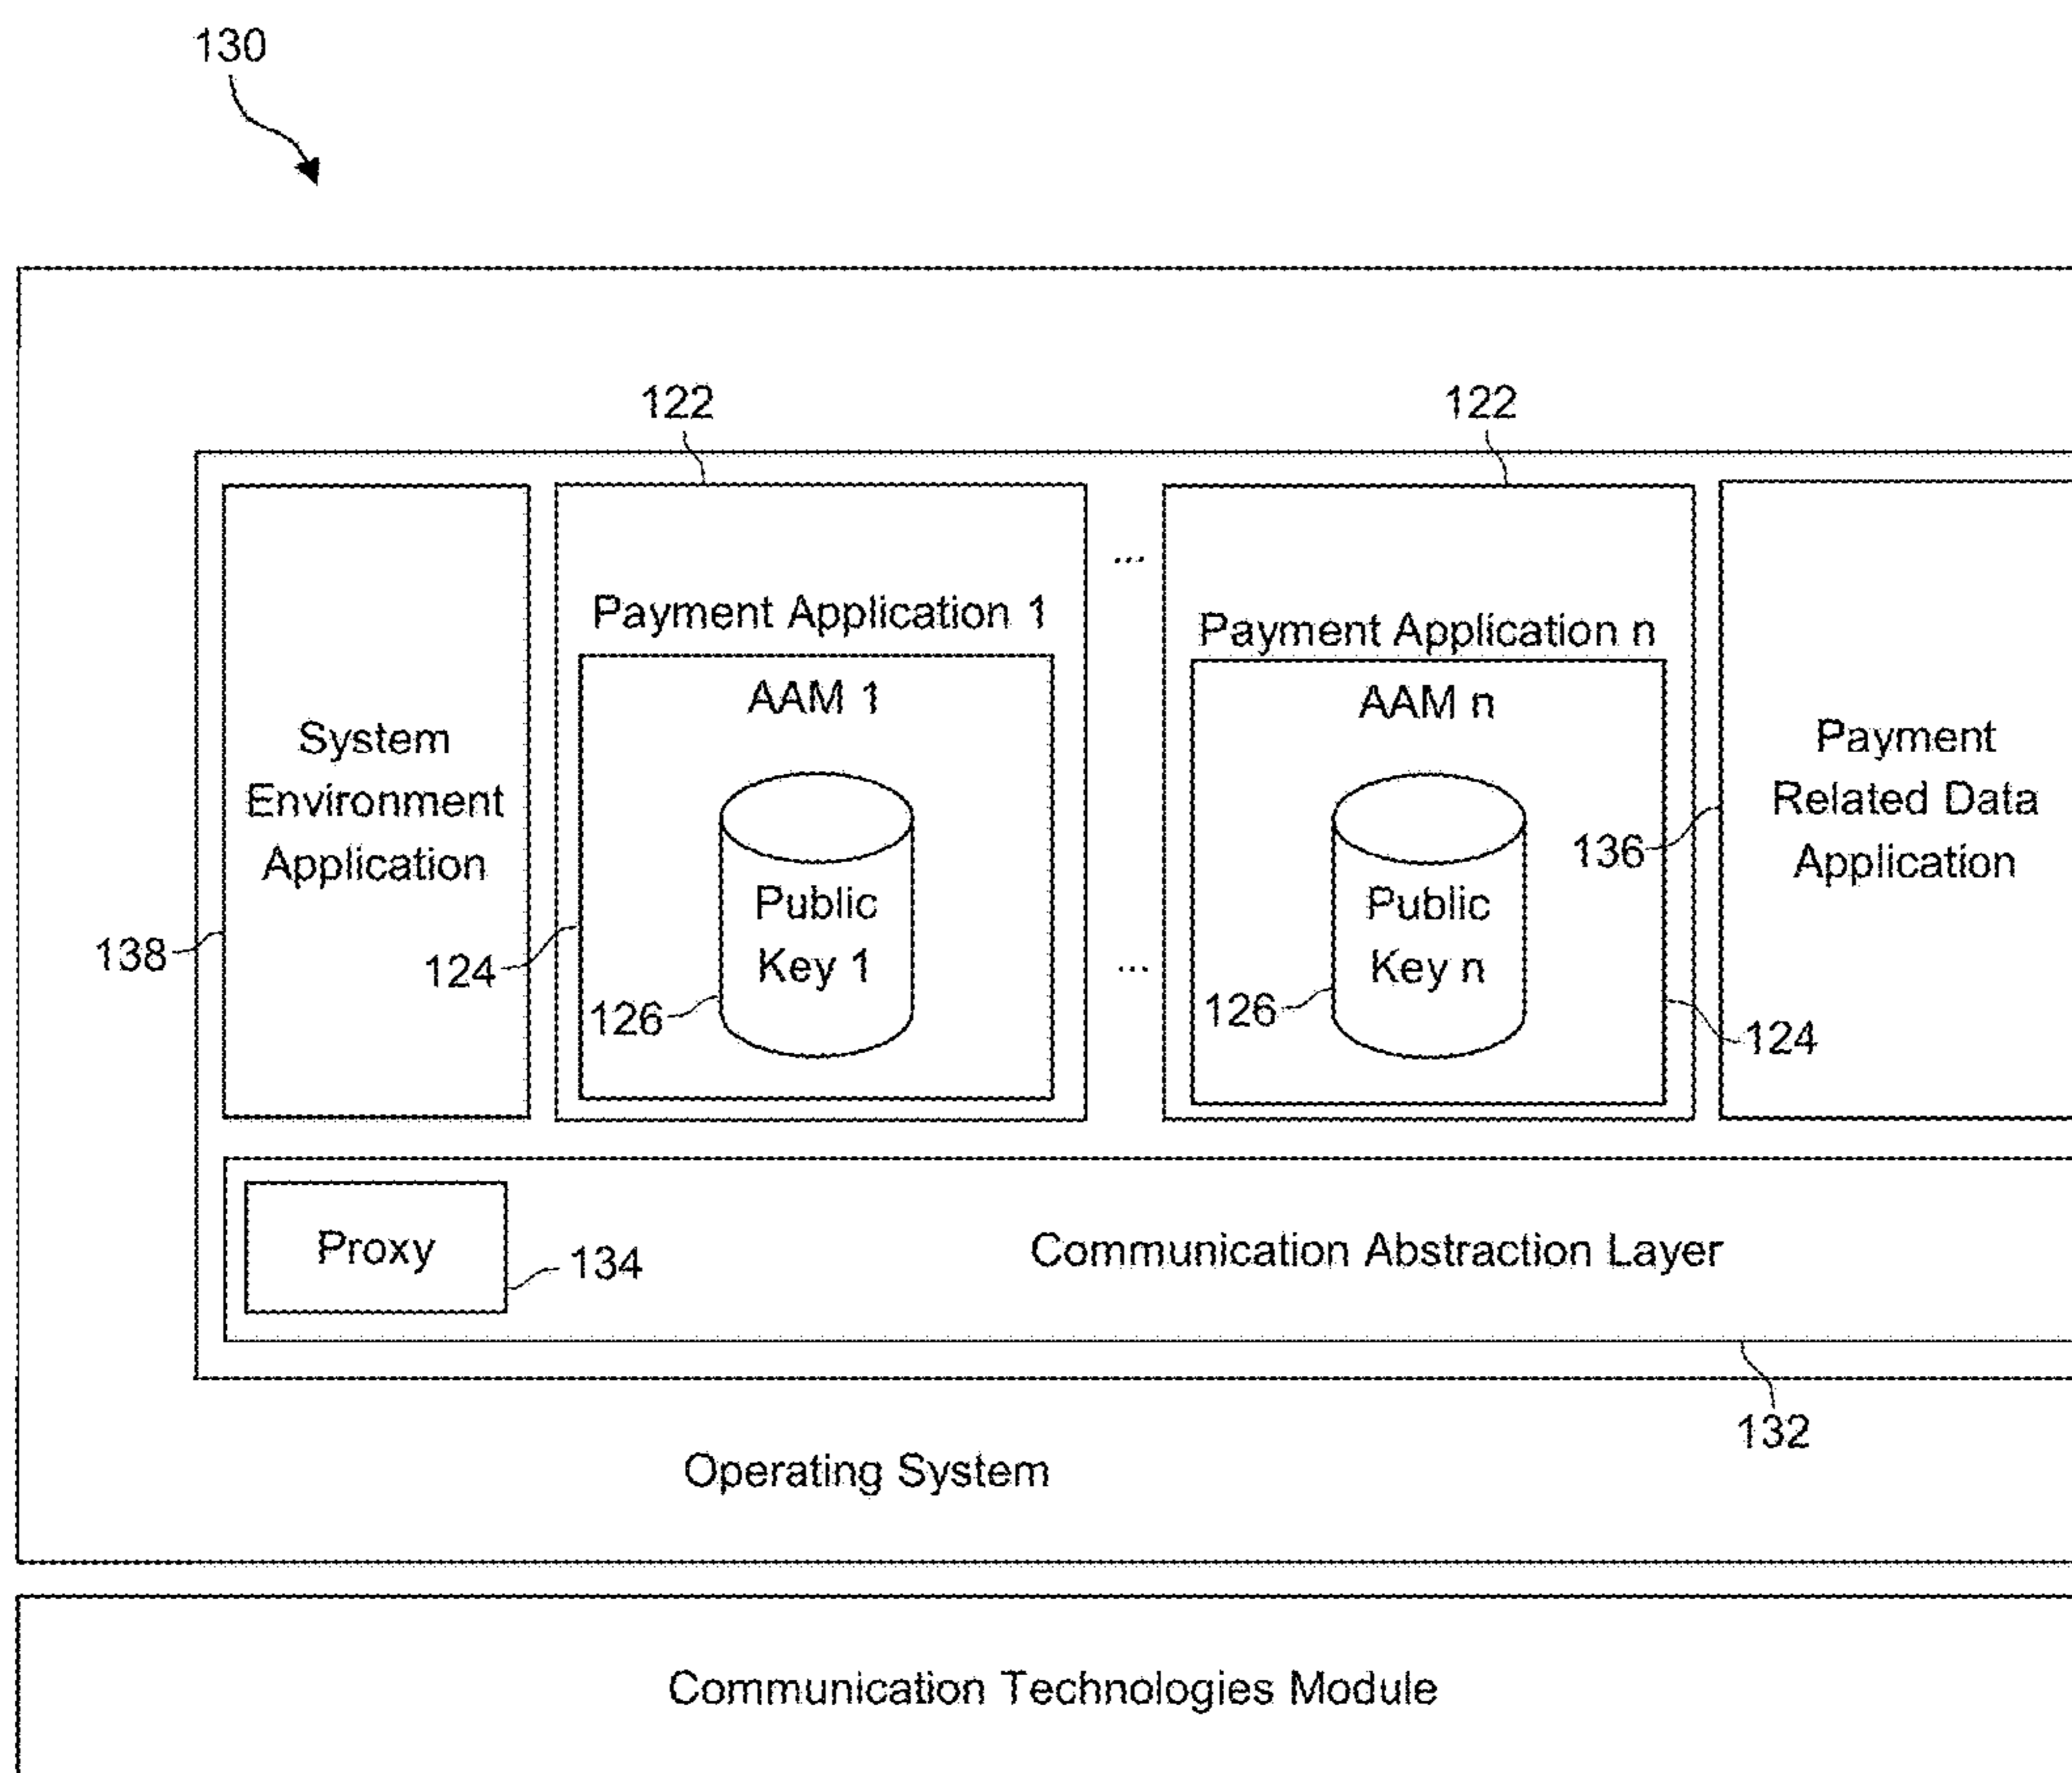 130
122
122
Payment Application 1
...
Payment Application n
AAM 1
AAM n
System
Environment
Application
Payment
Related Data
Application
136
Public
Key 1
Public
Key n
138
124
126
...
126
124
Proxy
134
Communication Abstraction Layer
132
Operating System
Communication Technologies Module